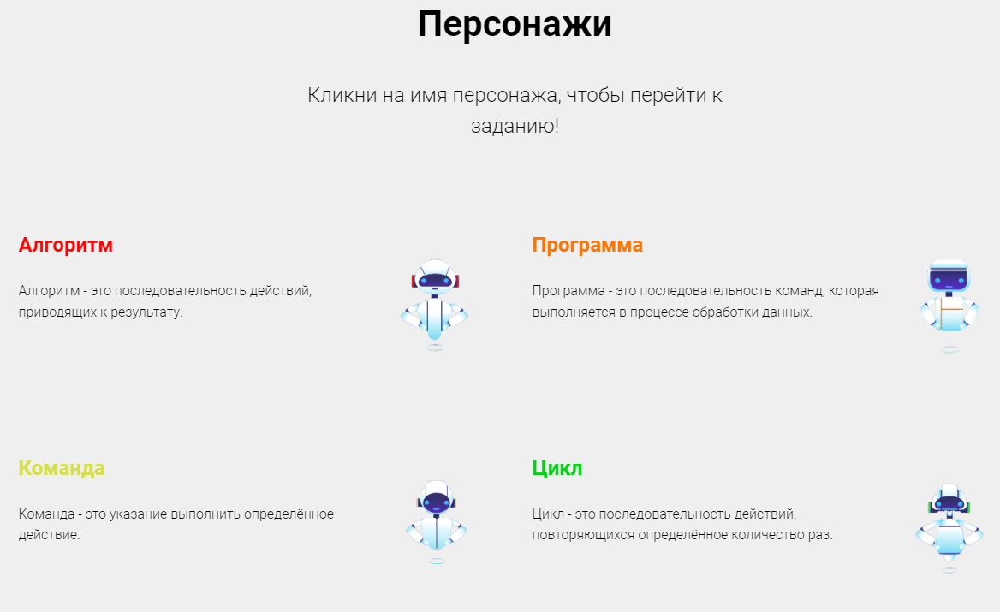 Персонажи
Кликни на имя персонажа, чтобы перейти к
заданию!
Алгоритм
Алгоритм - это последовательность действий,
приводящих к результату.
Программа
Программа - это последовательность команд, которая
выполняется в процессе обработки данных.
Команда
Команда - это указание выполнить определённое
действие.
Цикл
Цикл - это последовательность действий,
повторяющихся определённое количество раз.